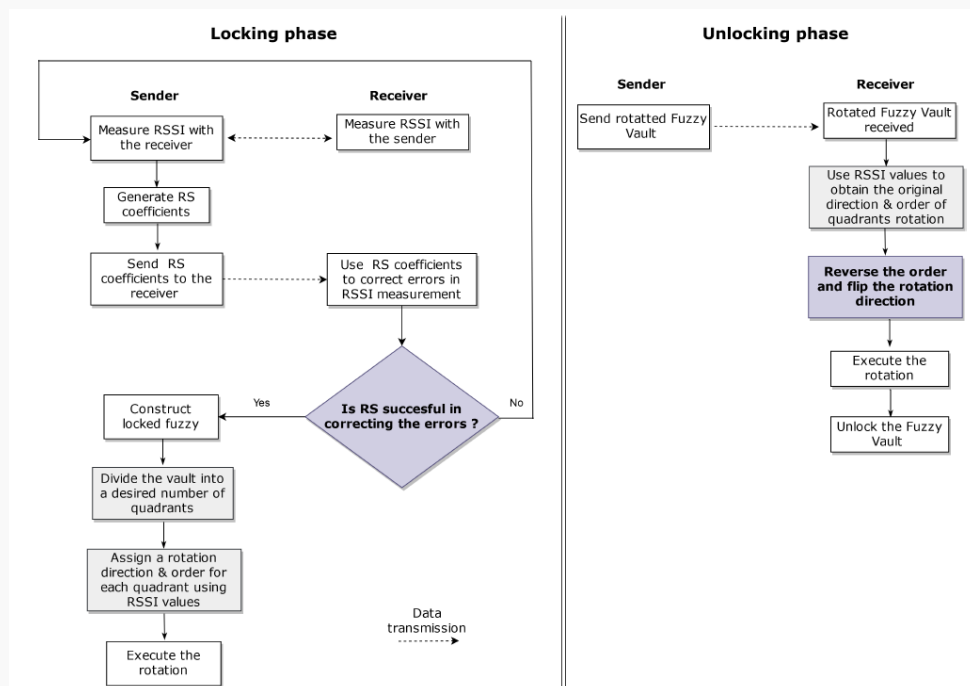 Locking phase
Sender
Receiver
Measure RSSI with
the receiver
Measure RSSI with
the sender
Generate RS
coefficients
Send RS
coefficients to the
receiver
Use RS coefficients
to correct errors in
RSSI measurement
Is RS succesful in
correcting the errors ?
Yes
No
Construct
locked fuzzy
Divide the vault into
a desired number of
quadrants
Assign a rotation
direction & order for
each quadrant using
RSSI values
Execute the
rotation
Data
transmission
Unlocking phase
Sender
Receiver
Send rotatted Fuzzy
Vault
Rotated Fuzzy Vault
received
Use RSSI values to
obtain the original
direction & order of
quadrants rotation
Reverse the order
and flip the rotation
direction
Execute the
rotation
Unlock the Fuzzy
Vault